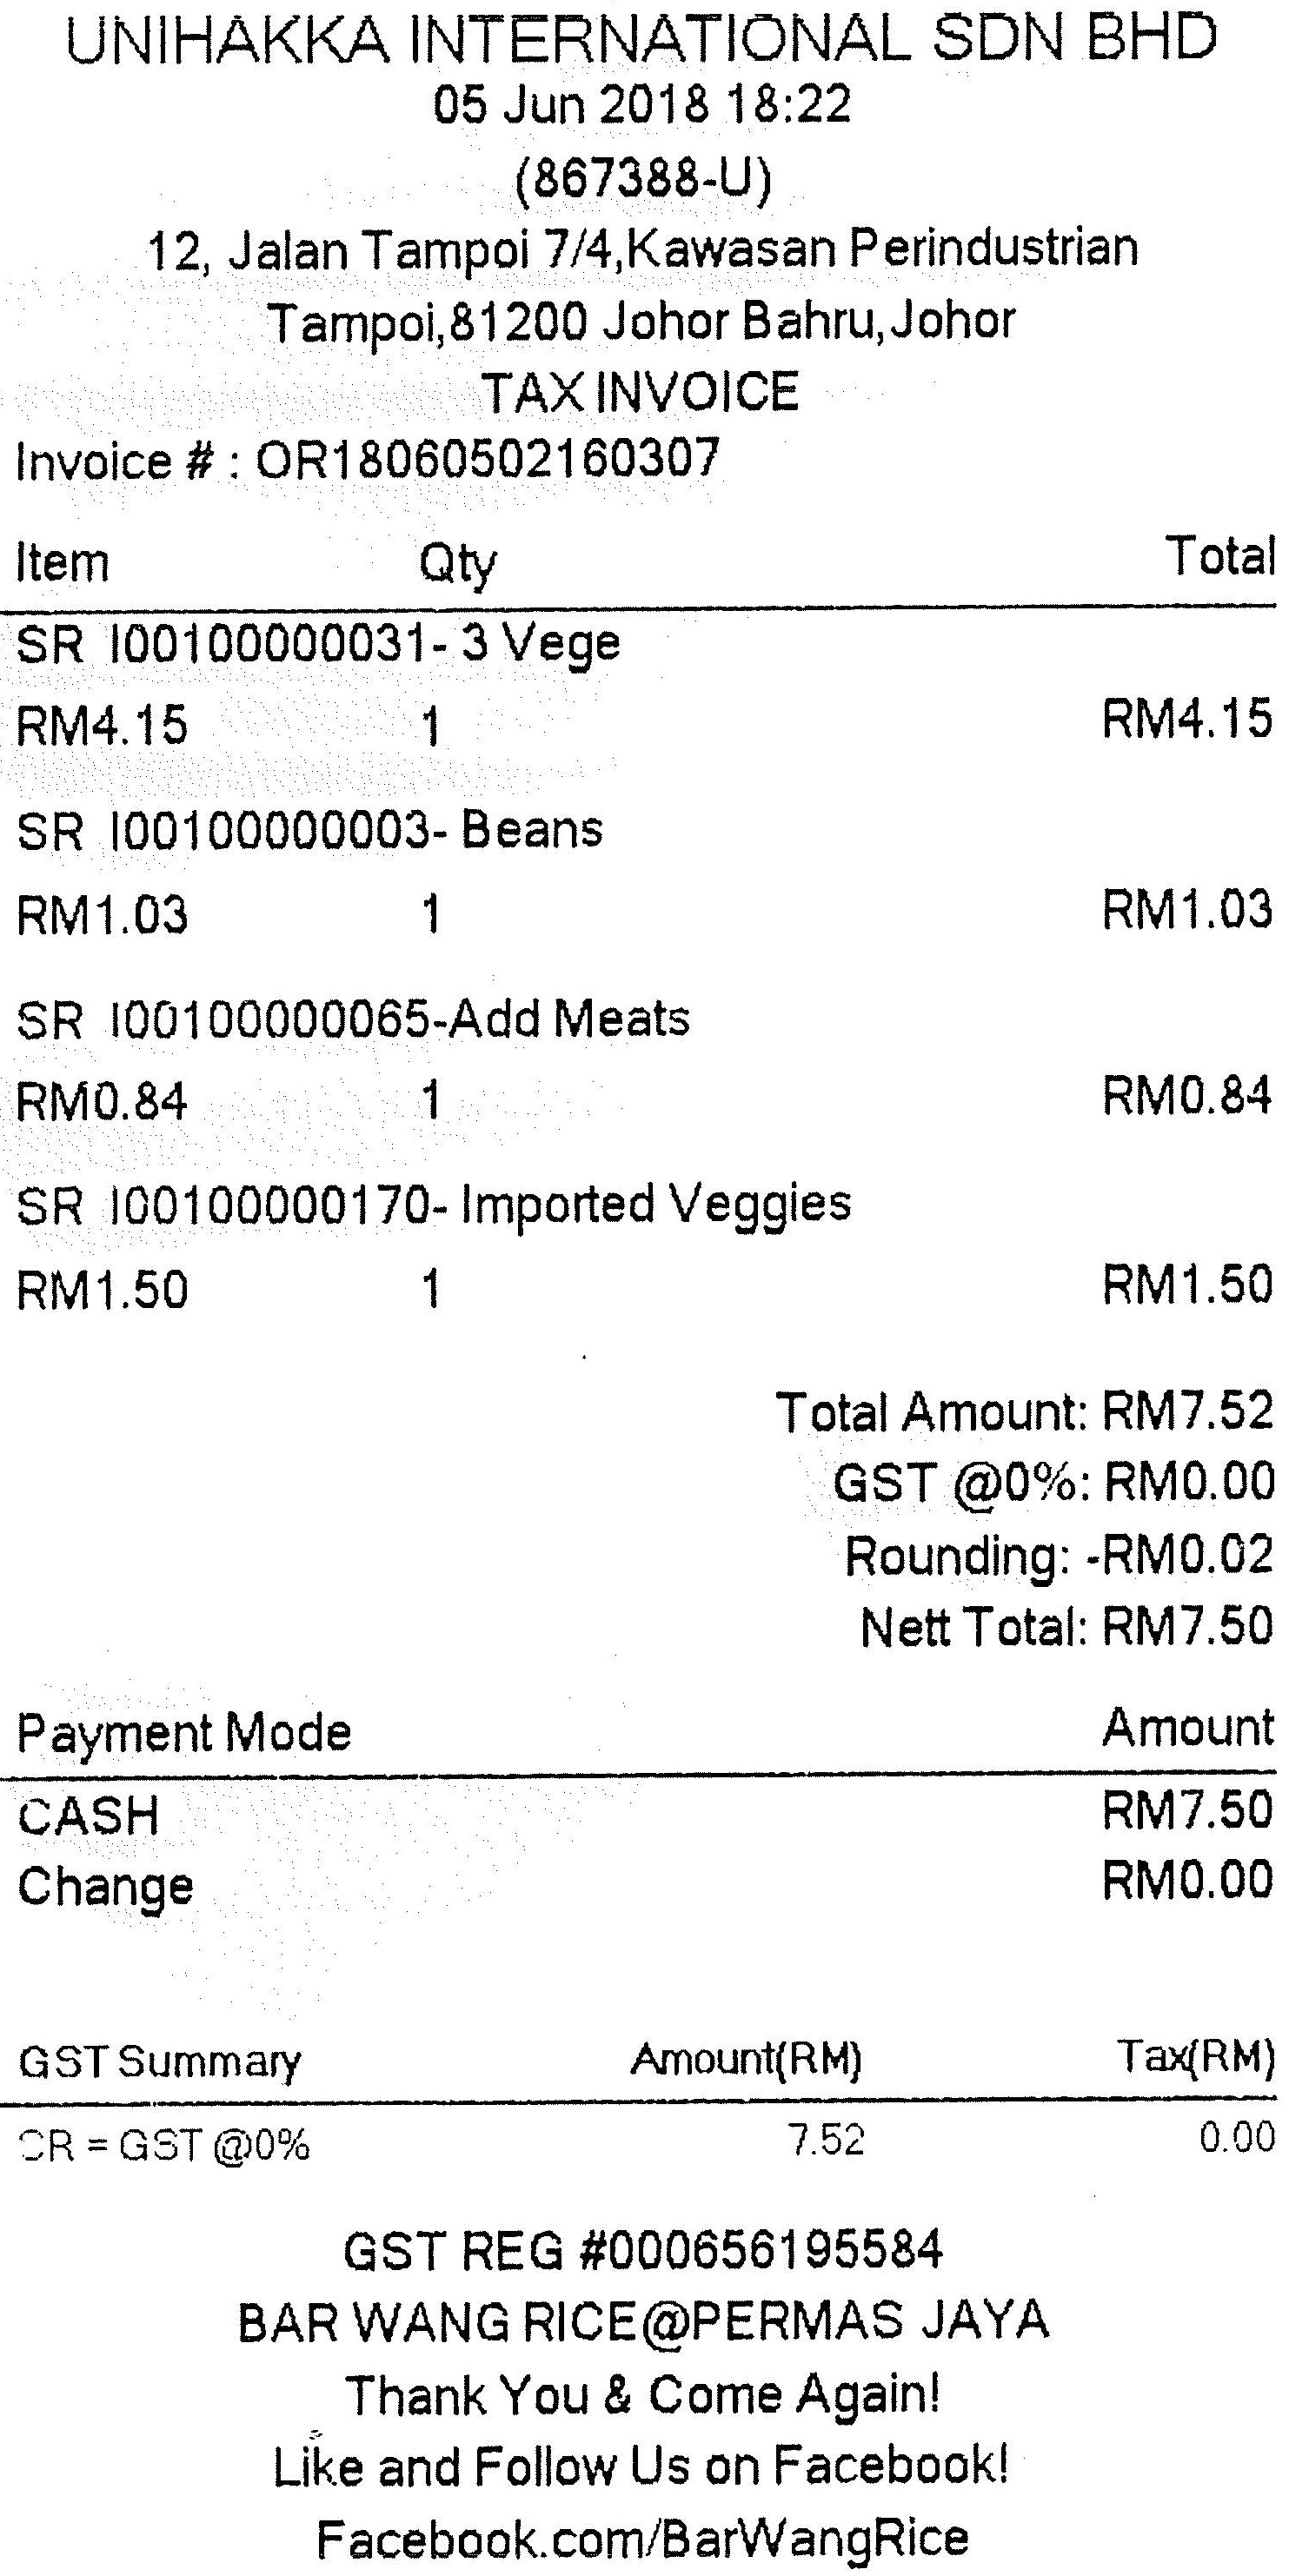 UNIHAKKA INTERNATIONAL SDN BHD
05 Jun 2018 18:22
(867388-U)
12, Jalan Tampoi 7/4,Kawasan Perindustrian
Tampoi,81200 Johor Bahru,Johor
TAX INVOICE
Invoice # : OR18060502160307
Item Qty Total
SR I00100000031- 3 Vege
RM4.15 1 RM4.15
SR I00100000003- Beans
RM1.03 1 RM1.03
SR I00100000065-Add Meats
RM0.84 1 RM0.84
SR I00100000170- Imported Veggies
RM1.50 1 RM1.50
Total Amount: RM7.52
GST @0%: RM0.00
Rounding: -RM0.02
Nett Total: RM7.50
Payment Mode Amount
CASH RM7.50
Change RM0.00
GST Summary Amount(RM) Tax(RM)
SR = GST @0% 7.52 0.00
GST REG #000656195584
BAR WANG RICE@PERMAS JAYA
Thank You & Come Again!
Like and Follow Us on Facebook!
Facebook.com/BarWangRice